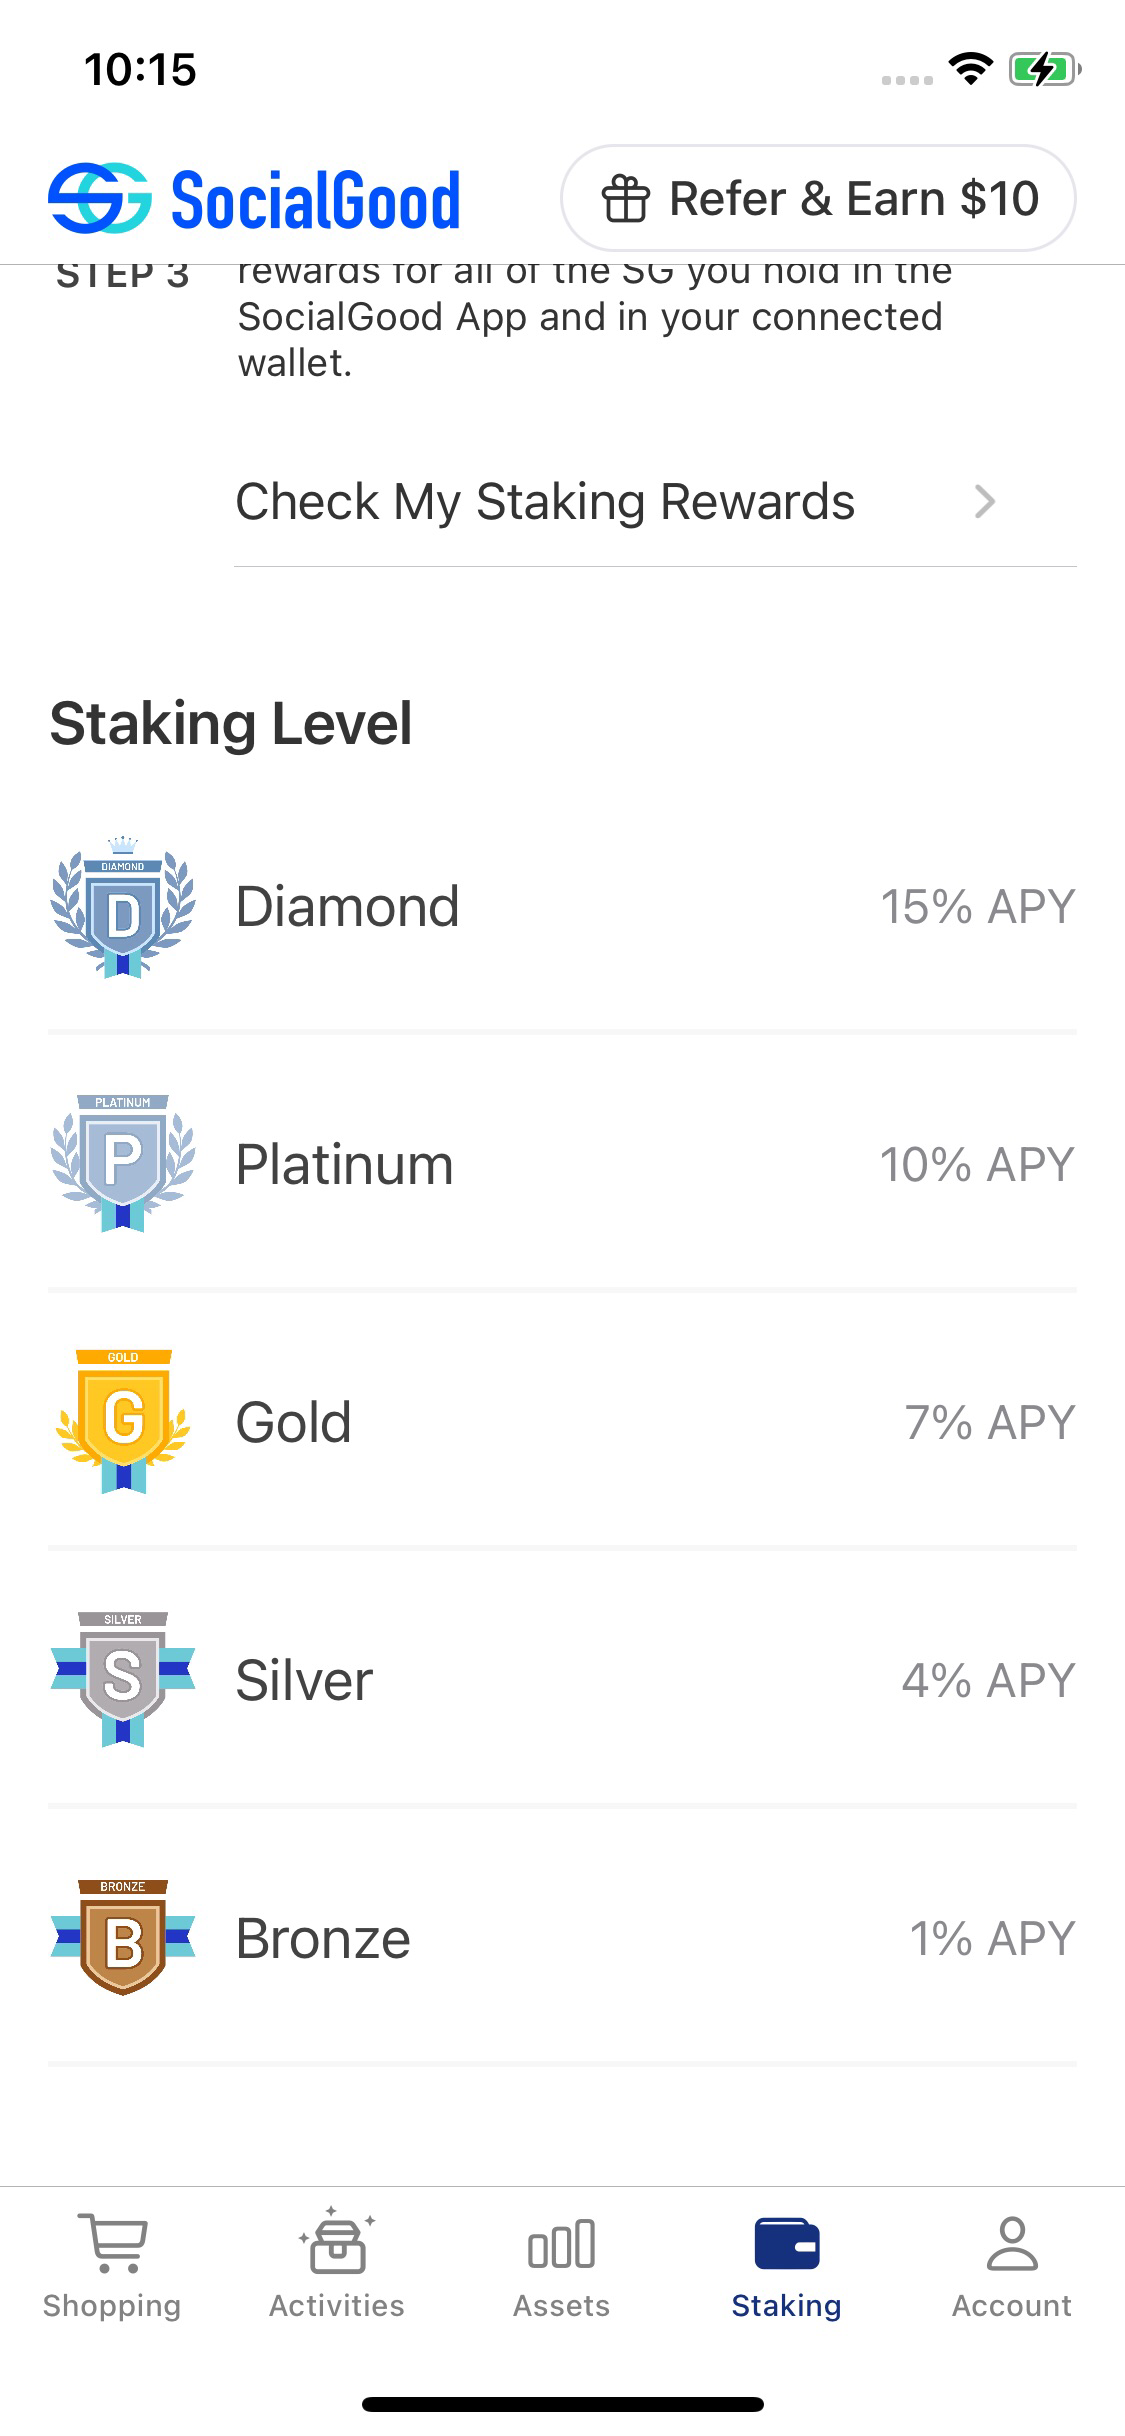 10:15
SocialGood
Refer & Earn $10
STEP 3
rewards for all of the SG you hold in the
SocialGood App and in your connected
wallet.
Check My Staking Rewards
Staking Level
DIAMOND
D
Diamond
15% APY
PLATINUM
P
Platinum
10% APY
GOLD
G
Gold
7% APY
SILVER
S
Silver
4% APY
BRONZE
B
Bronze
1% APY
Shopping
Activities
Assets
Staking
Account